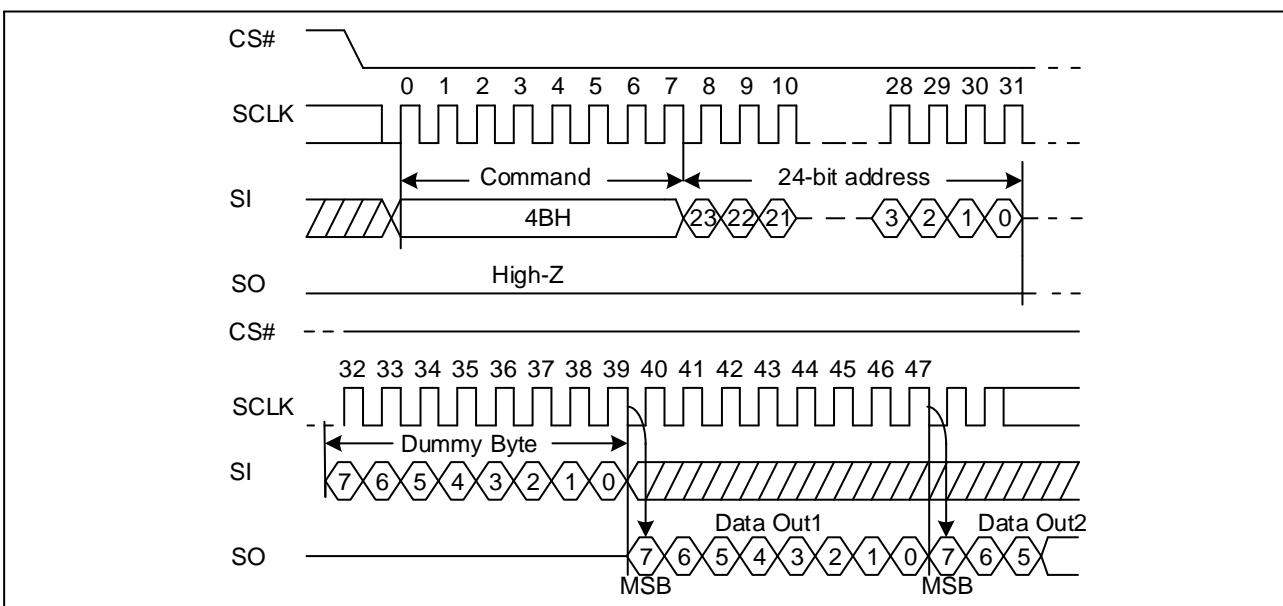 CS#
0 1 2 3 4 5 6 7 8 9 10 28 29 30 31
SCLK
Command 24-bit address
SI
4BH 23 22 21 3 2 1 0
High-Z
SO
CS#
32 33 34 35 36 37 38 39 40 41 42 43 44 45 46 47
SCLK
Dummy Byte
SI
7 6 5 4 3 2 1 0
Data Out1 Data Out2
SO
7 6 5 4 3 2 1 0 7 6 5
MSB MSB